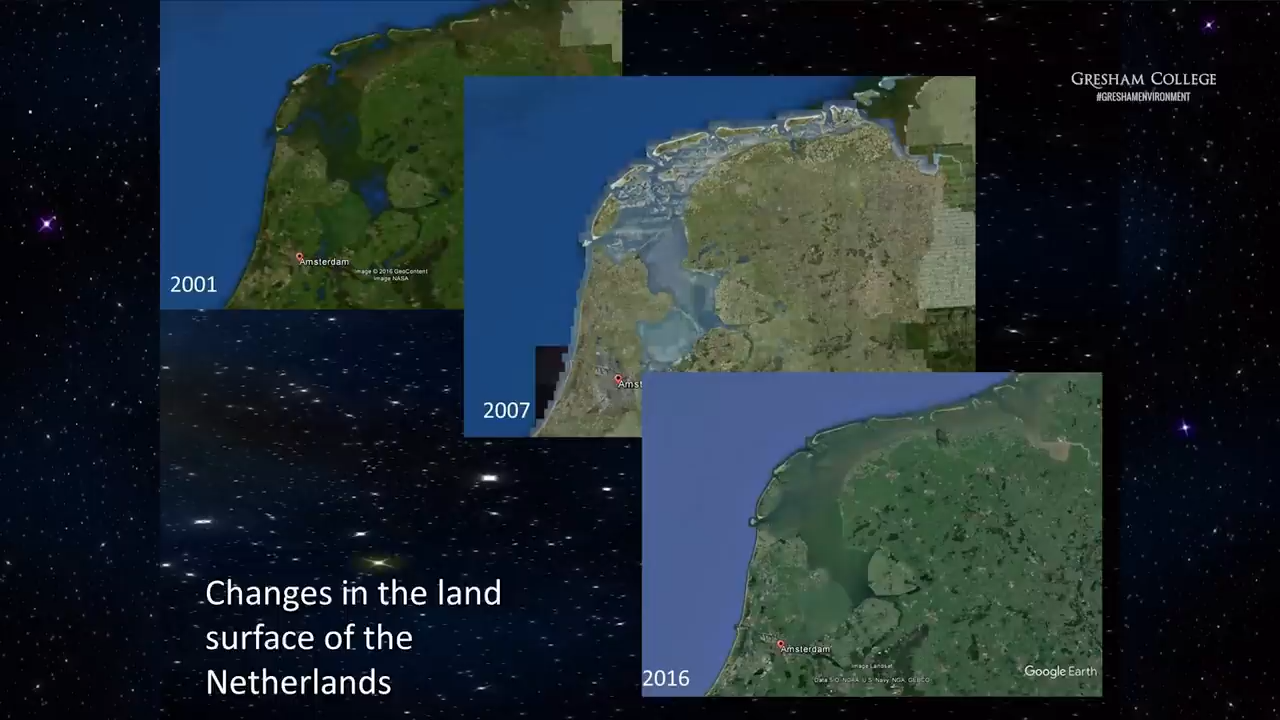 GRESHAM COLLEGE
#GRESHAMENVIRONMENT
Amsterdam
Image © 2016 GeoContent
Image NASA
2001
Amst
2007
Amsterdam
Image Landsat
Data SIO, NOAA, U.S. Navy, NGA, GEBCO
Google Earth
2016
Changes in the land
surface of the
Netherlands